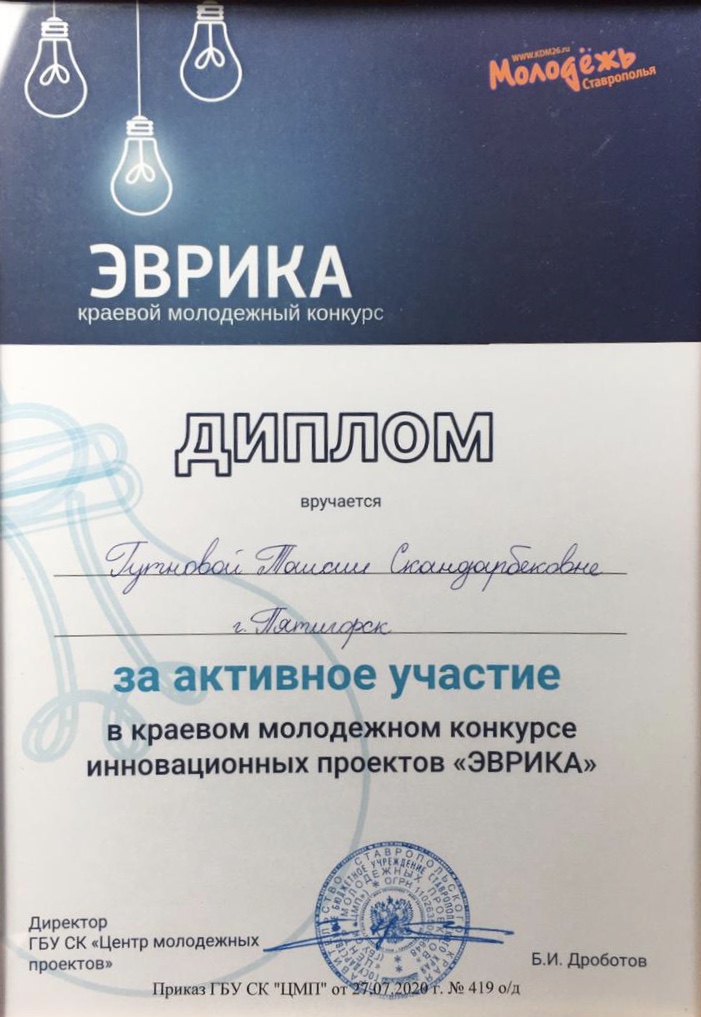 www.KDM26.ru
Молодёжь
Ставрополья
ЭВРИКА
краевой молодежный конкурс
ДИПЛОМ
вручается
Гутновой Таисии Скандарбековне
г. Пятигорск
за активное участие
в краевом молодежном конкурсе
инновационных проектов «ЭВРИКА»
Директор
ГБУ СК «Центр молодежных
проектов»
Б.И. Дроботов
Приказ ГБУ СК "ЦМП" от 27.07.2020 г. № 419 о/д